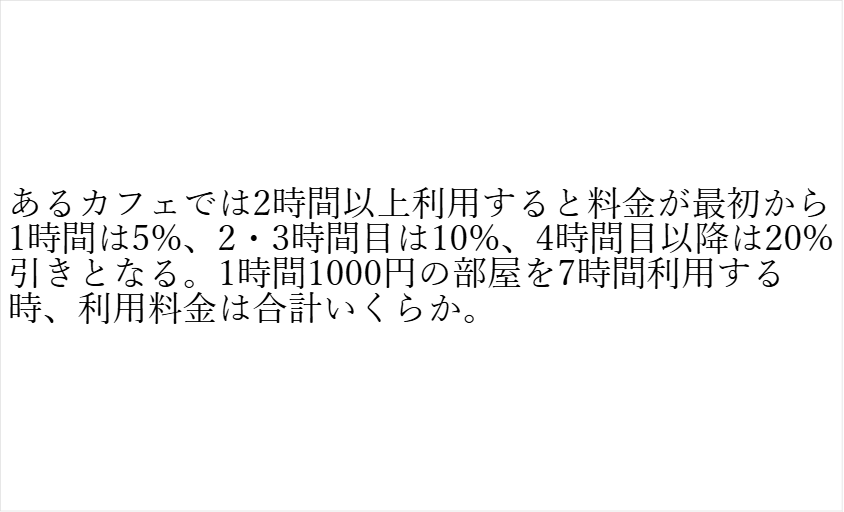 あるカフェでは2時間以上利用すると料金が最初から
1時間は5%、2・3時間目は10%、4時間目以降は20%
引きとなる。1時間1000円の部屋を7時間利用する
時、利用料金は合計いくらか。